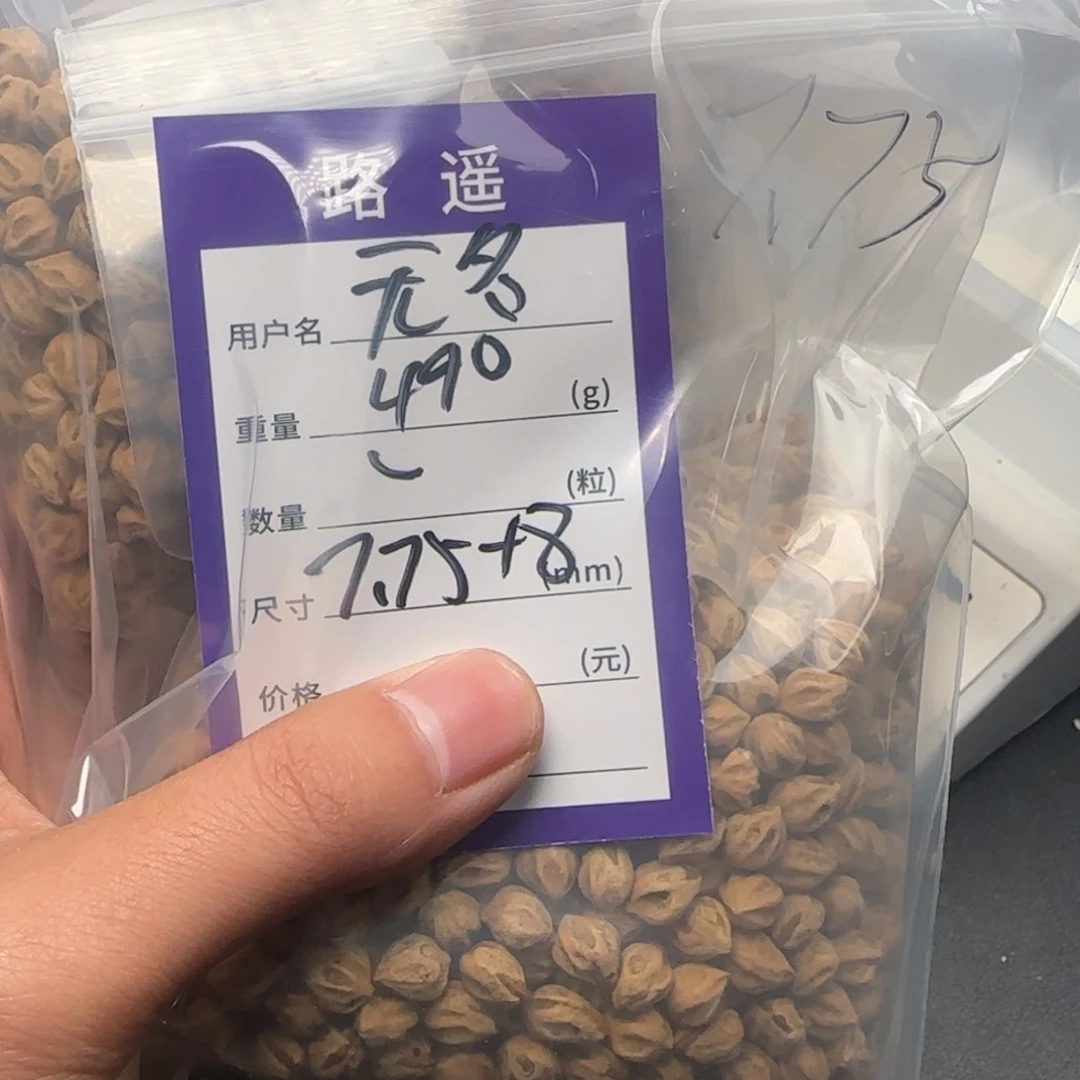 路遥
7.75
用户名 无名
重量 490 (g)
数量 (粒)
尺寸 7.75+8 (mm)
价格 (元)